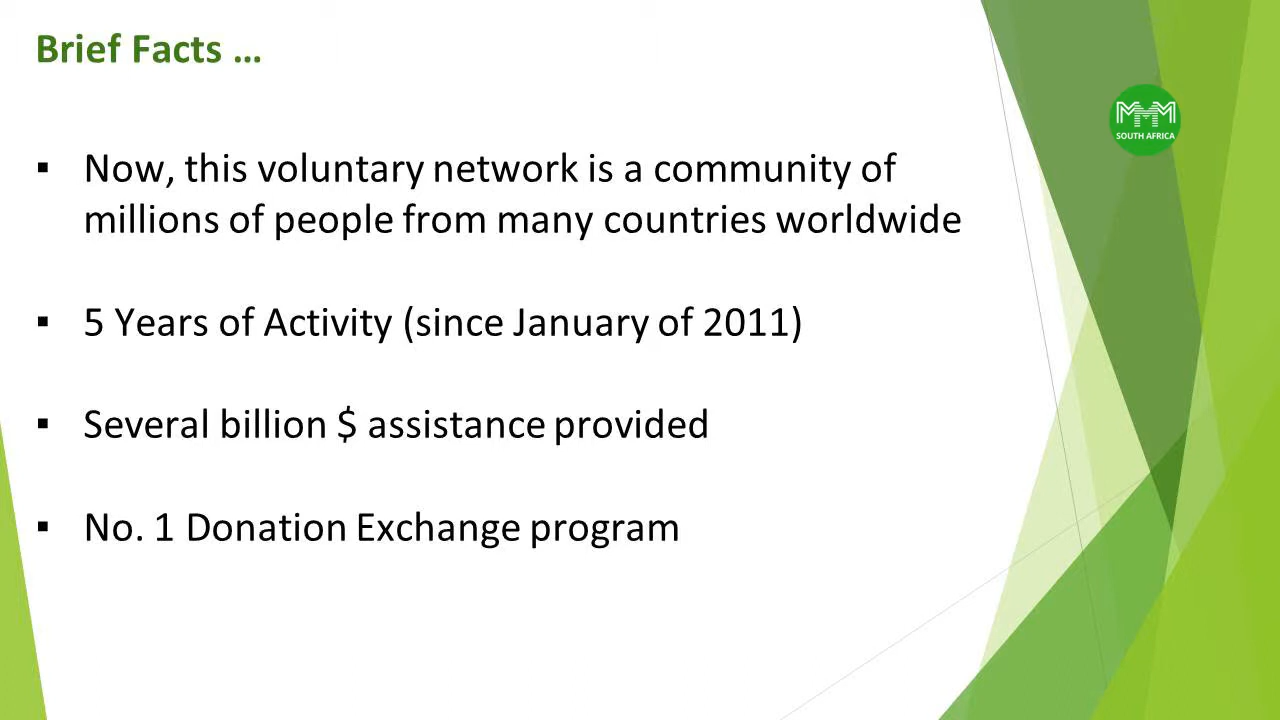 Brief Facts …
MMM
SOUTH AFRICA
▪ Now, this voluntary network is a community of
millions of people from many countries worldwide
▪ 5 Years of Activity (since January of 2011)
▪ Several billion $ assistance provided
▪ No. 1 Donation Exchange program